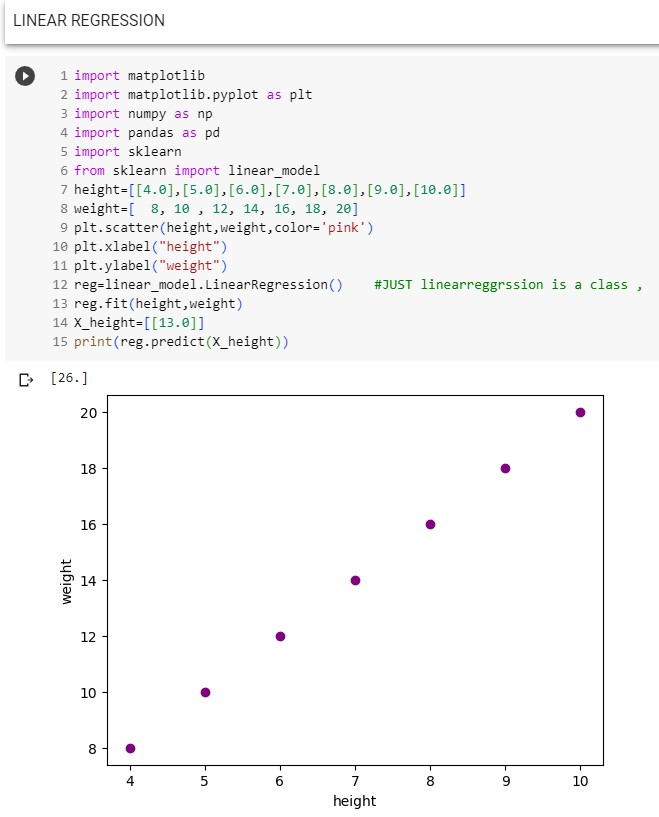 LINEAR REGRESSION
1 import matplotlib
2 import matplotlib.pyplot as plt
3 import numpy as np
4 import pandas as pd
5 import sklearn
6 from sklearn import linear_model
7 height=[[4.0],[5.0],[6.0],[7.0],[8.0],[9.0],[10.0]]
8 weight=[  8, 10 , 12, 14, 16, 18, 20]
9 plt.scatter(height,weight,color='pink')
10 plt.xlabel("height")
11 plt.ylabel("weight")
12 reg=linear_model.LinearRegression()    #JUST linearreggrssion is a class ,
13 reg.fit(height,weight)
14 X_height=[[13.0]]
15 print(reg.predict(X_height))
[26.]
20
18
16
14
12
10
8
weight
4 5 6 7 8 9 10
height